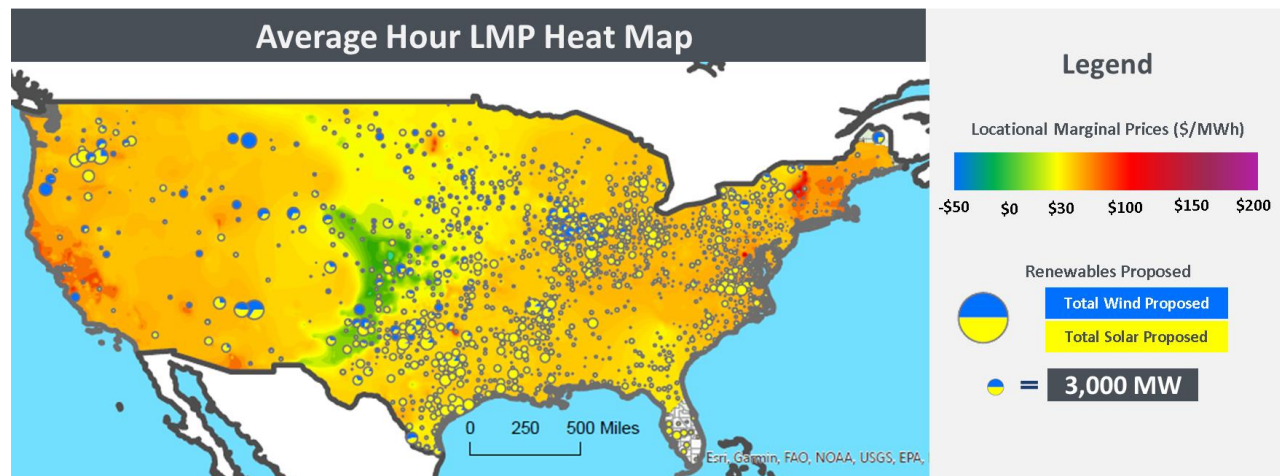 Average Hour LMP Heat Map
Legend
Locational Marginal Prices ($/MWh)
-$50 $0 $30 $100 $150 $200
Renewables Proposed
Total Wind Proposed
Total Solar Proposed
= 3,000 MW
0 250 500 Miles
Esri, Garmin, FAO, NOAA, USGS, EPA,